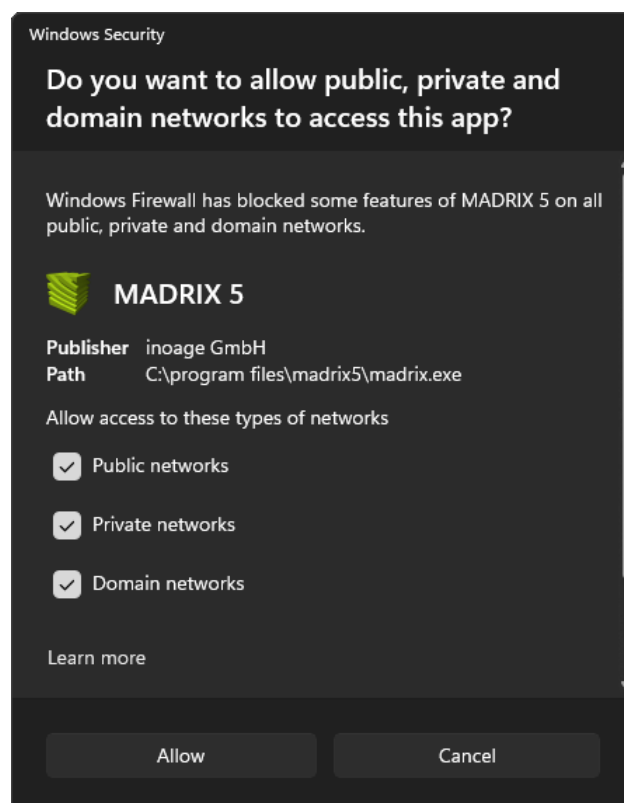 Windows Security
Do you want to allow public, private and
domain networks to access this app?
Windows Firewall has blocked some features of MADRIX 5 on all
public, private and domain networks.
MADRIX 5
Publisher inoage GmbH
Path C:\program files\madrix5\madrix.exe
Allow access to these types of networks
Public networks
Private networks
Domain networks
Learn more
Allow Cancel